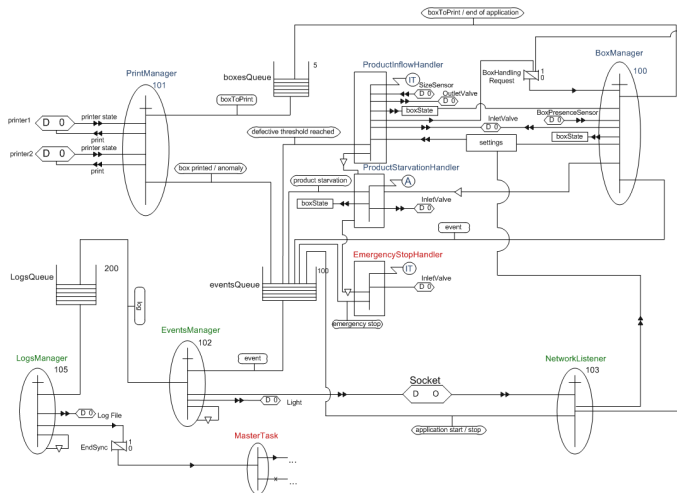 boxToPrint / end of application
boxesQueue
5
ProductInflowHandler
BoxManager
100
PrintManager
101
IT
SizeSensor
D 0
OutletValve
D 0
BoxHandling
Request
1
0
boxToPrint
boxState
BoxPresenceSensor
D 0
printer1
D 0
printer state
print
defective threshold reached
InletValve
D 0
boxState
settings
printer2
D 0
printer state
print
box printed / anomaly
ProductStarvationHandler
product starvation
A
boxState
InletValve
D 0
event
EmergencyStopHandler
LogsQueue
200
eventsQueue
100
IT
InletValve
D 0
log
emergency stop
EventsManager
102
LogsManager
105
event
NetworkListener
103
Socket
D O
D 0
Light
D 0
Log File
application start / stop
EndSync
1
0
MasterTask
...
...